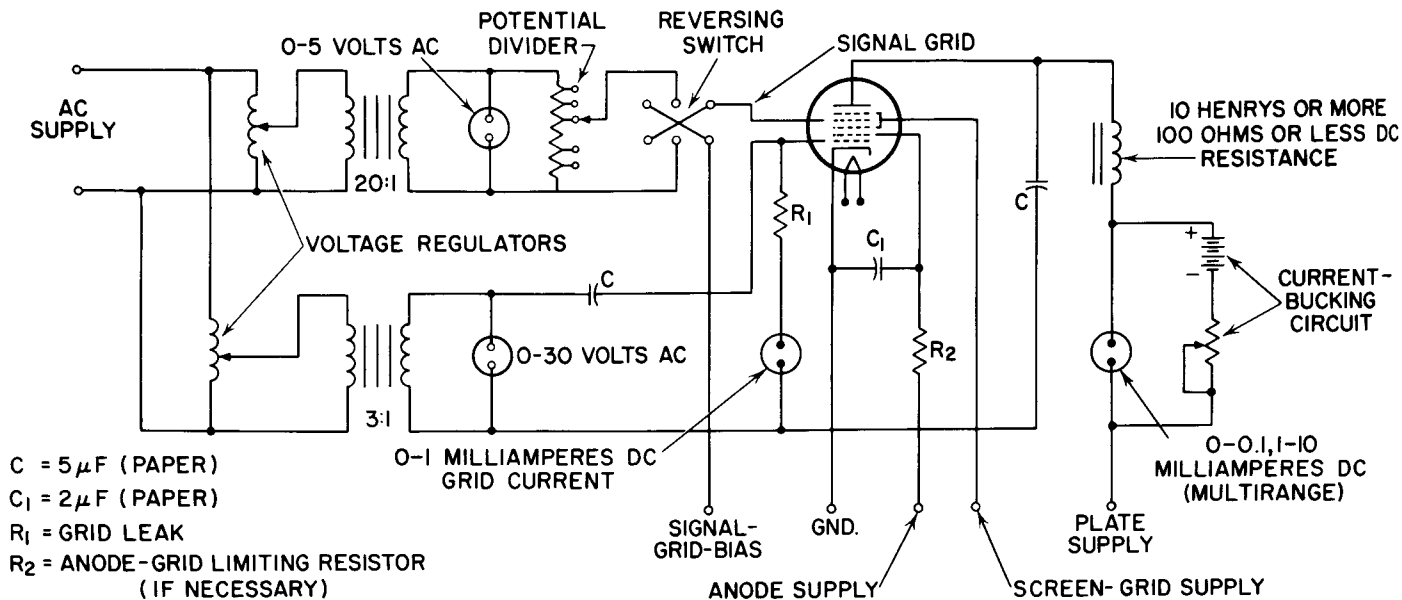 0-5 VOLTS AC
POTENTIAL
DIVIDER
REVERSING
SWITCH
SIGNAL GRID
AC
SUPPLY
10 HENRYS OR MORE
100 OHMS OR LESS DC
RESISTANCE
20:1
R1
C
C1
VOLTAGE REGULATORS
C
+
−
CURRENT-
BUCKING
CIRCUIT
0-30 VOLTS AC
R2
3:1
0-1 MILLIAMPERES DC
GRID CURRENT
0-0.1, 1-10
MILLIAMPERES DC
(MULTIRANGE)
C = 5µF (PAPER)
C1 = 2µF (PAPER)
R1 = GRID LEAK
R2 = ANODE-GRID LIMITING RESISTOR
(IF NECESSARY)
SIGNAL-
GRID-BIAS
GND.
PLATE
SUPPLY
ANODE SUPPLY
SCREEN-GRID SUPPLY